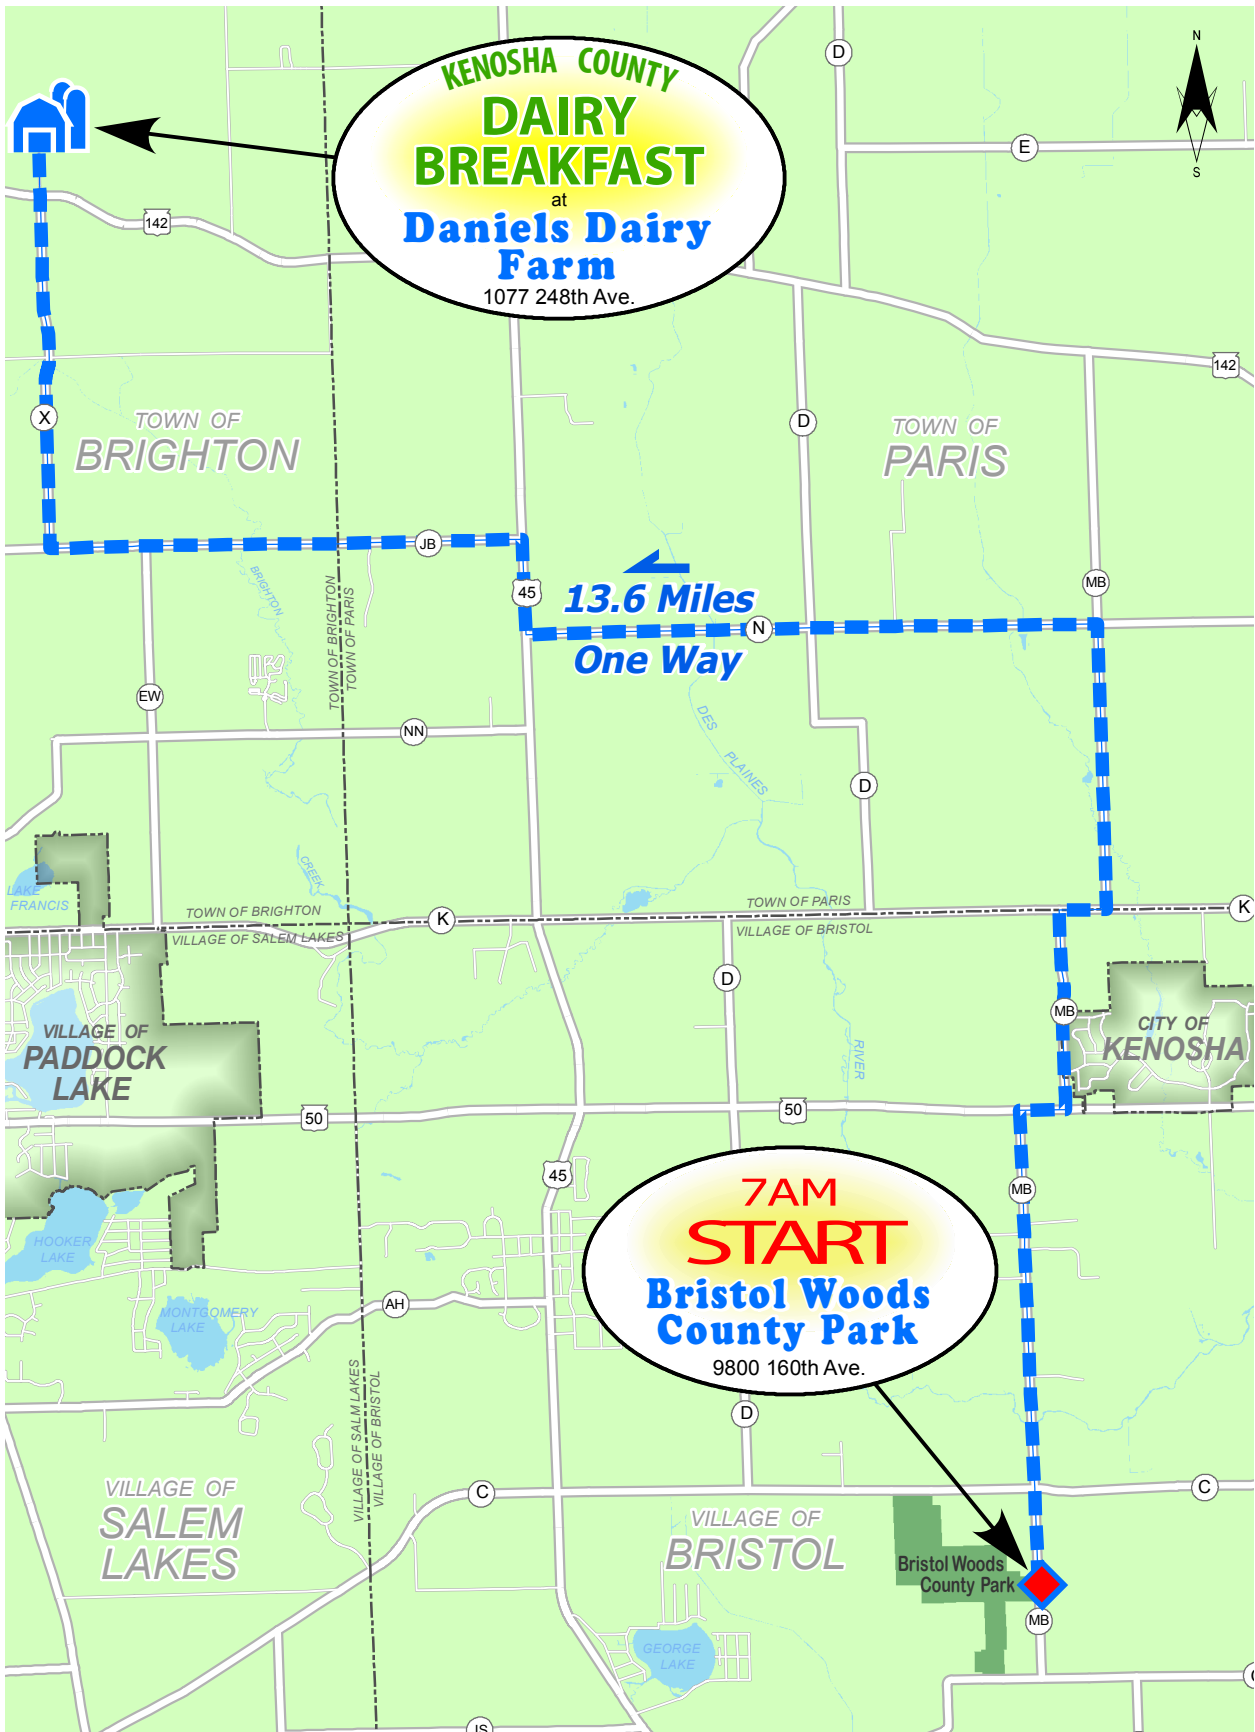 KENOSHA COUNTY
DAIRY
BREAKFAST
at
Daniels Dairy
Farm
1077 248th Ave.
N
S
D
E
142
142
X
TOWN OF
BRIGHTON
D
TOWN OF
PARIS
JB
45
13.6 Miles
N
One Way
MB
BRIGHTON
TOWN OF BRIGHTON
TOWN OF PARIS
EW
NN
DES
PLAINES
D
CREEK
LAKE
FRANCIS
TOWN OF BRIGHTON
VILLAGE OF SALEM LAKES
K
TOWN OF PARIS
VILLAGE OF BRISTOL
K
D
MB
CITY OF
KENOSHA
VILLAGE OF
PADDOCK
LAKE
RIVER
50
50
45
MB
7AM
START
Bristol Woods
County Park
9800 160th Ave.
HOOKER
LAKE
MONTGOMERY
LAKE
AH
VILLAGE OF SALM LAKES
VILLAGE OF BRISTOL
D
VILLAGE OF
SALEM
LAKES
C
C
VILLAGE OF
BRISTOL
Bristol Woods
County Park
MB
GEORGE
LAKE
JS